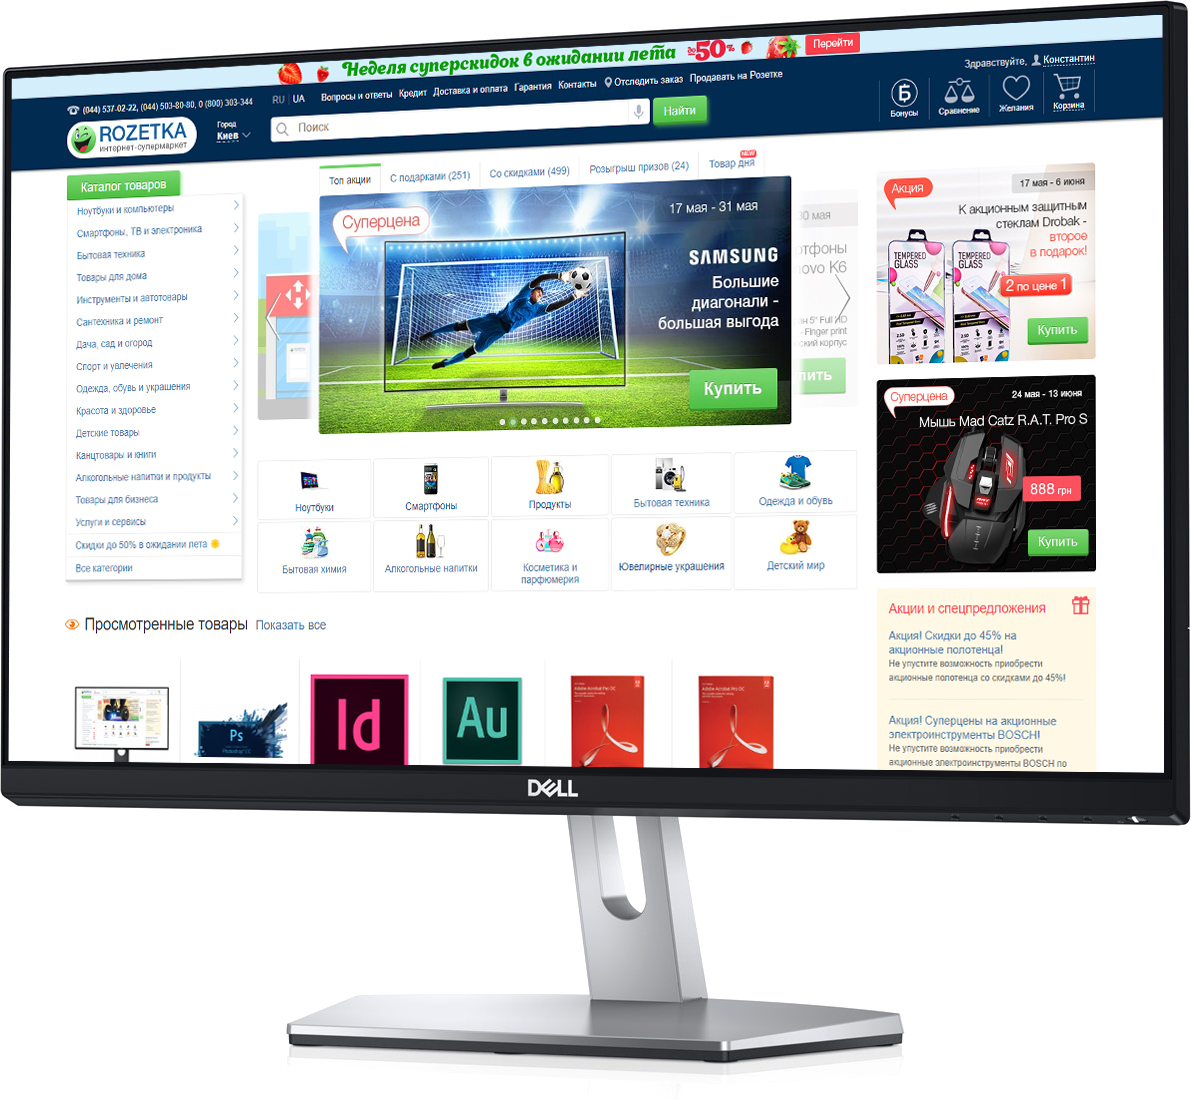 Неделя суперскидок в ожидании лета до -50% Перейти
(044) 537-02-22, (044) 503-80-80, 0 (800) 303-344
RU | UA
Вопросы и ответы Кредит Доставка и оплата Гарантия Контакты Отследить заказ Продавать на Розетке
Здравствуйте, Константин
ROZETKA
интернет-супермаркет
Город
Киев
Поиск
Найти
Бонусы
Сравнение
Желания
Корзина
Каталог товаров
Ноутбуки и компьютеры
Смартфоны, ТВ и электроника
Бытовая техника
Товары для дома
Инструменты и автотовары
Сантехника и ремонт
Дача, сад и огород
Спорт и увлечения
Одежда, обувь и украшения
Красота и здоровье
Детские товары
Канцтовары и книги
Алкогольные напитки и продукты
Товары для бизнеса
Услуги и сервисы
Скидки до 50% в ожидании лета
Все категории
Топ акции
С подарками (251)
Со скидками (499)
Розыгрыш призов (24)
Товар дня
NEW
Суперцена
17 мая - 31 мая
SAMSUNG
Большие
диагонали -
большая выгода
Купить
30 мая
тфоны
novo K6
н 5" Full HD
- Finger print
ский корпус
пить
Акция
17 мая - 6 июня
К акционным защитным
стеклам Drobak -
второе
в подарок!
TEMPERED
GLASS
TEMPERED
GLASS
2 по цене 1
Купить
Суперцена
24 мая - 13 июня
Мышь Mad Catz R.A.T. Pro S
888 грн
Купить
Ноутбуки
Смартфоны
Продукты
Бытовая техника
Одежда и обувь
Бытовая химия
Алкогольные напитки
Косметика и
парфюмерия
Ювелирные украшения
Детский мир
Акции и спецпредложения
Акция! Скидки до 45% на
акционные полотенца!
Не упустите возможность приобрести
акционные полотенца со скидками до 45%!
Акция! Суперцены на акционные
электроинструменты BOSCH!
Не упустите возможность приобрести
акционные электроинструменты BOSCH по
Просмотренные товары Показать все
Ps
Photoshop CC
Id
Au
Adobe Acrobat Pro DC
Adobe Acrobat Pro DC
DELL